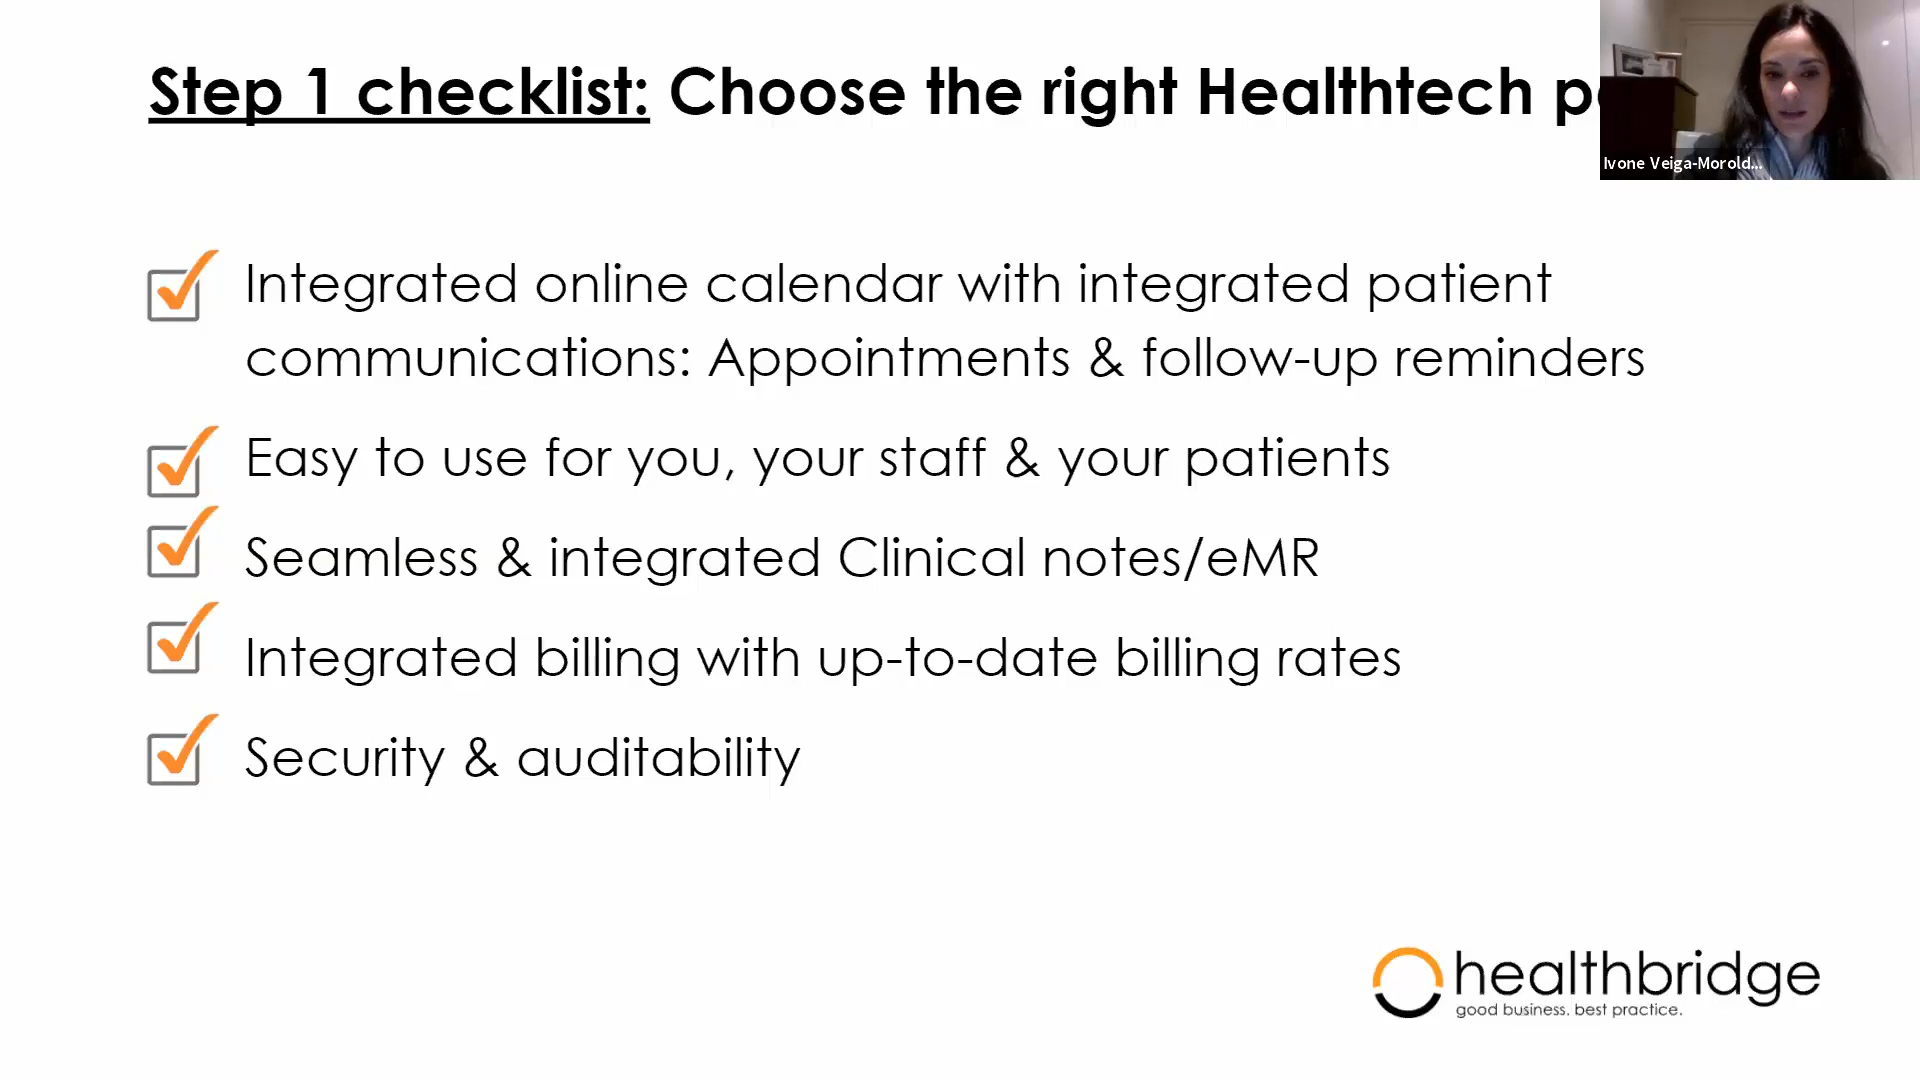 Step 1 checklist: Choose the right Healthtech
Ivone Veiga-Morold...
Integrated online calendar with integrated patient
communications: Appointments & follow-up reminders
Easy to use for you, your staff & your patients
Seamless & integrated Clinical notes/eMR
Integrated billing with up-to-date billing rates
Security & auditability
healthbridge
good business. best practice.